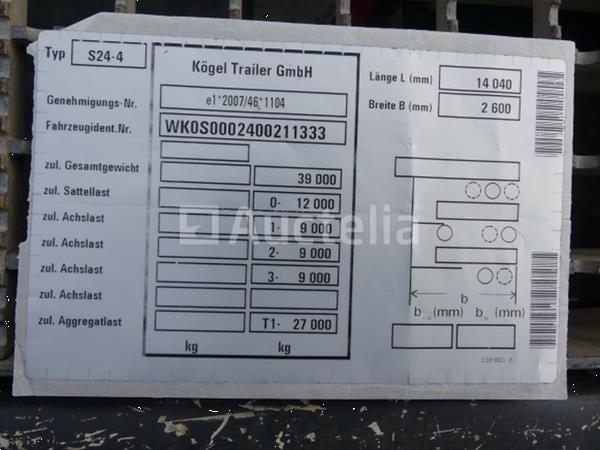 Typ S24-4
Kögel Trailer GmbH
Länge L (mm) 14 040
Genehmigungs-Nr. e1*2007/46*1104
Breite B (mm) 2 600
Fahrzeugident.Nr. WK0S0002400211333
zul. Gesamtgewicht 39 000
zul. Sattellast 0· 12 000
zul. Achslast 1· 9 000
zul. Achslast 2· 9 000
zul. Achslast 3· 9 000
zul. Achslast
zul. Aggregatlast T1· 27 000
kg kg
b
b (mm) b (mm)
Auctelia